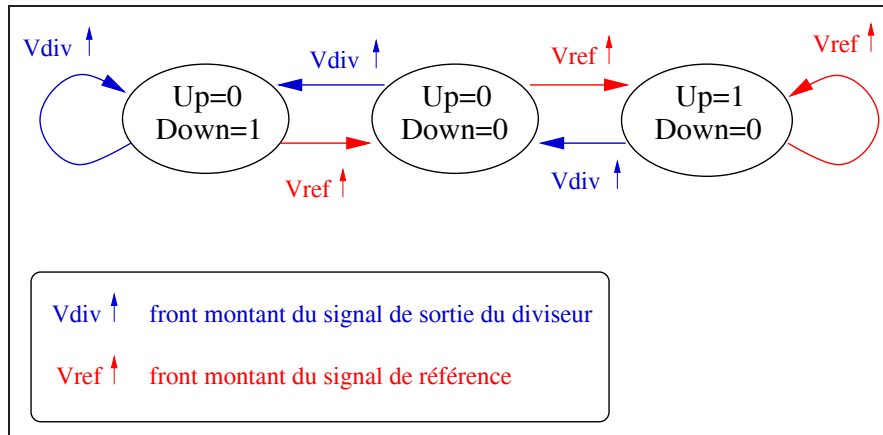 Vdiv ↑
Vdiv ↑
Vref ↑
Vref ↑
Up=0
Down=1
Up=0
Down=0
Up=1
Down=0
Vref ↑
Vdiv ↑
Vdiv ↑ front montant du signal de sortie du diviseur
Vref ↑ front montant du signal de référence